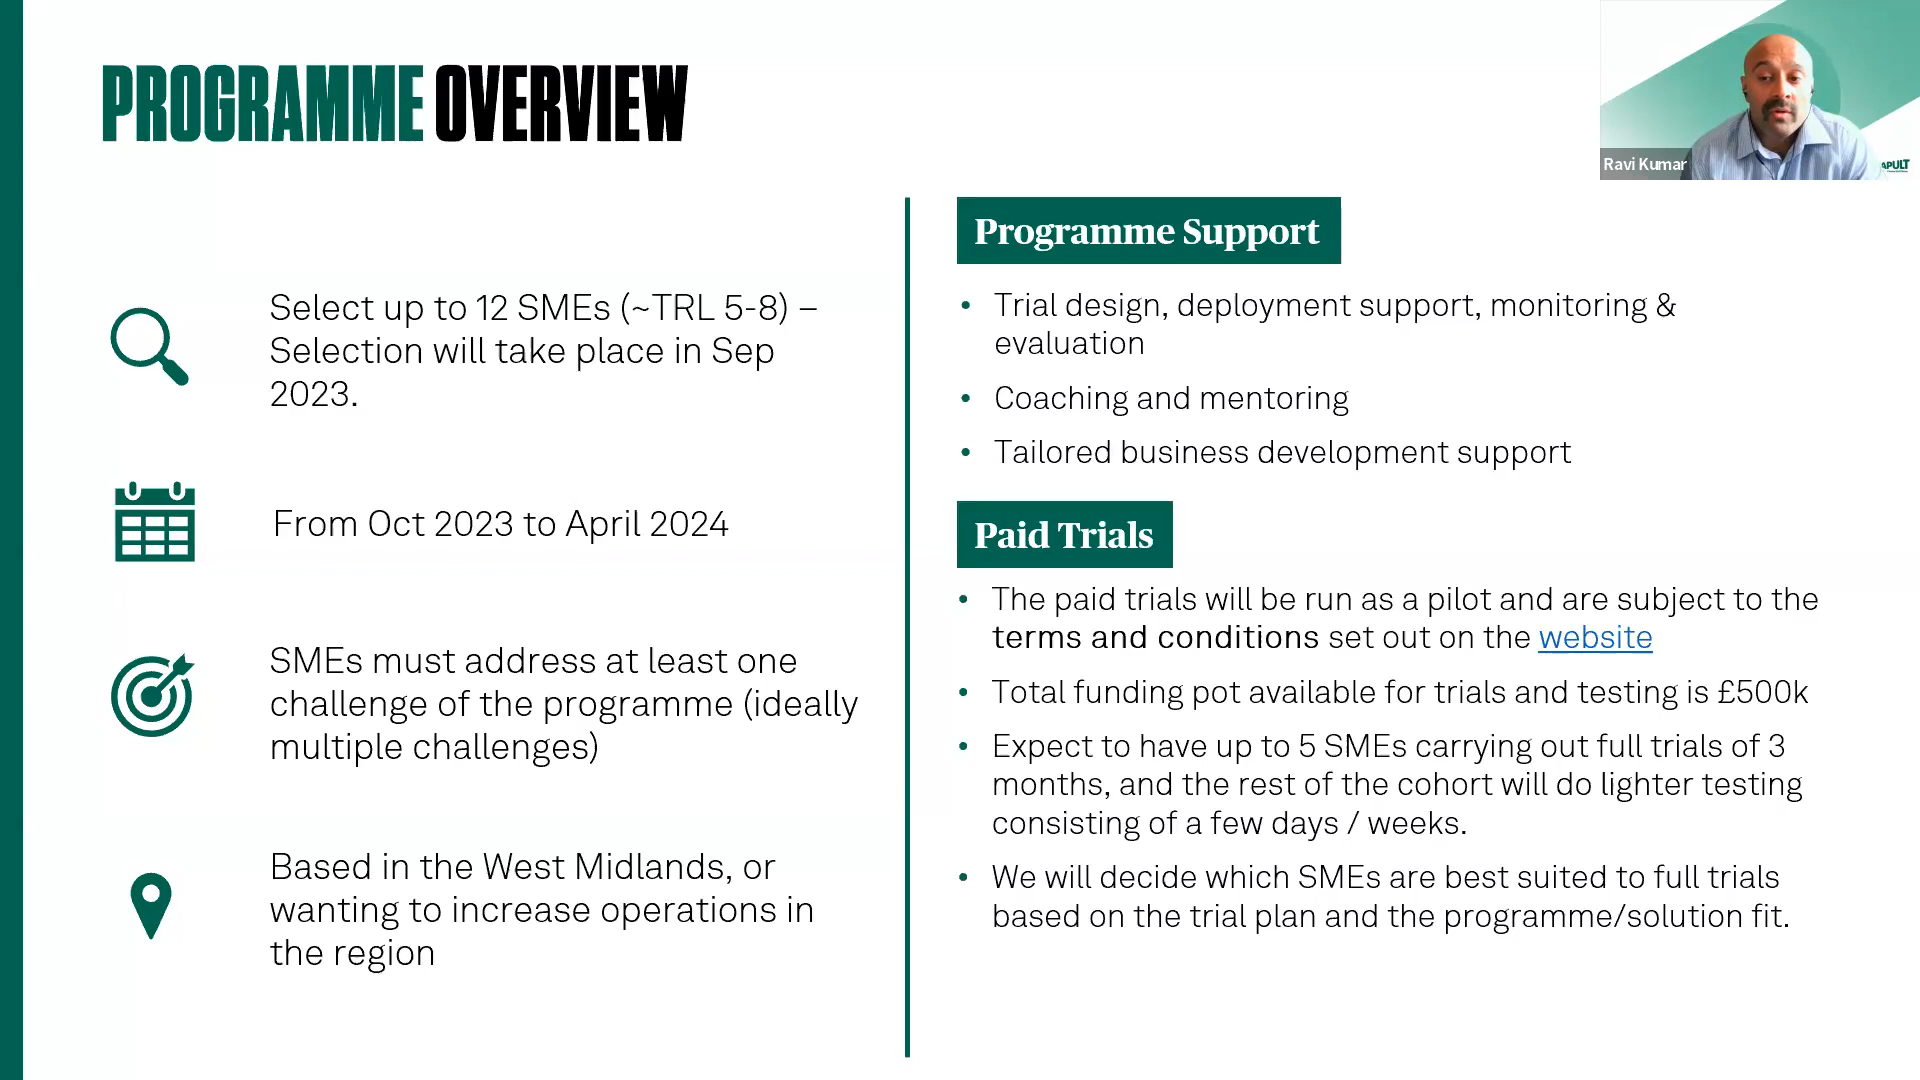 PROGRAMME OVERVIEW
Ravi Kumar
APULT
Select up to 12 SMEs (~TRL 5-8) –
Selection will take place in Sep
2023.
From Oct 2023 to April 2024
SMEs must address at least one
challenge of the programme (ideally
multiple challenges)
Based in the West Midlands, or
wanting to increase operations in
the region
Programme Support
• Trial design, deployment support, monitoring &
evaluation
• Coaching and mentoring
• Tailored business development support
Paid Trials
• The paid trials will be run as a pilot and are subject to the
terms and conditions set out on the website
• Total funding pot available for trials and testing is £500k
• Expect to have up to 5 SMEs carrying out full trials of 3
months, and the rest of the cohort will do lighter testing
consisting of a few days / weeks.
• We will decide which SMEs are best suited to full trials
based on the trial plan and the programme/solution fit.